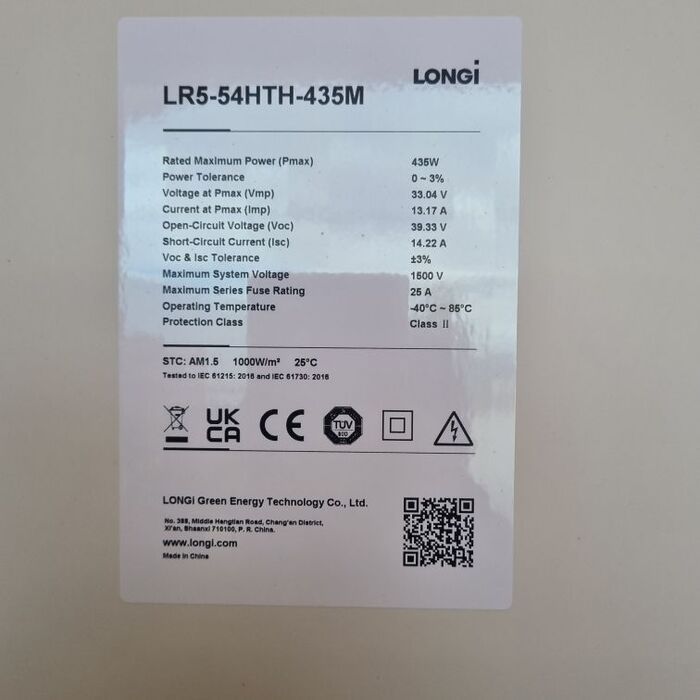 LONGi
LR5-54HTH-435M
Rated Maximum Power (Pmax) 435W
Power Tolerance 0 ~ 3%
Voltage at Pmax (Vmp) 33.04 V
Current at Pmax (Imp) 13.17 A
Open-Circuit Voltage (Voc) 39.33 V
Short-Circuit Current (Isc) 14.22 A
Voc & Isc Tolerance ±3%
Maximum System Voltage 1500 V
Maximum Series Fuse Rating 25 A
Operating Temperature -40°C ~ 85°C
Protection Class Class II
STC: AM1.5 1000W/m² 25°C
Tested to IEC 61215: 2016 and IEC 61730: 2016
UK
CA
CE
TÜV
LONGi Green Energy Technology Co., Ltd.
No. 388, Middle Hangtian Road, Chang'an District,
Xi'an, Shaanxi 710100, P. R. China.
www.longi.com
Made in China